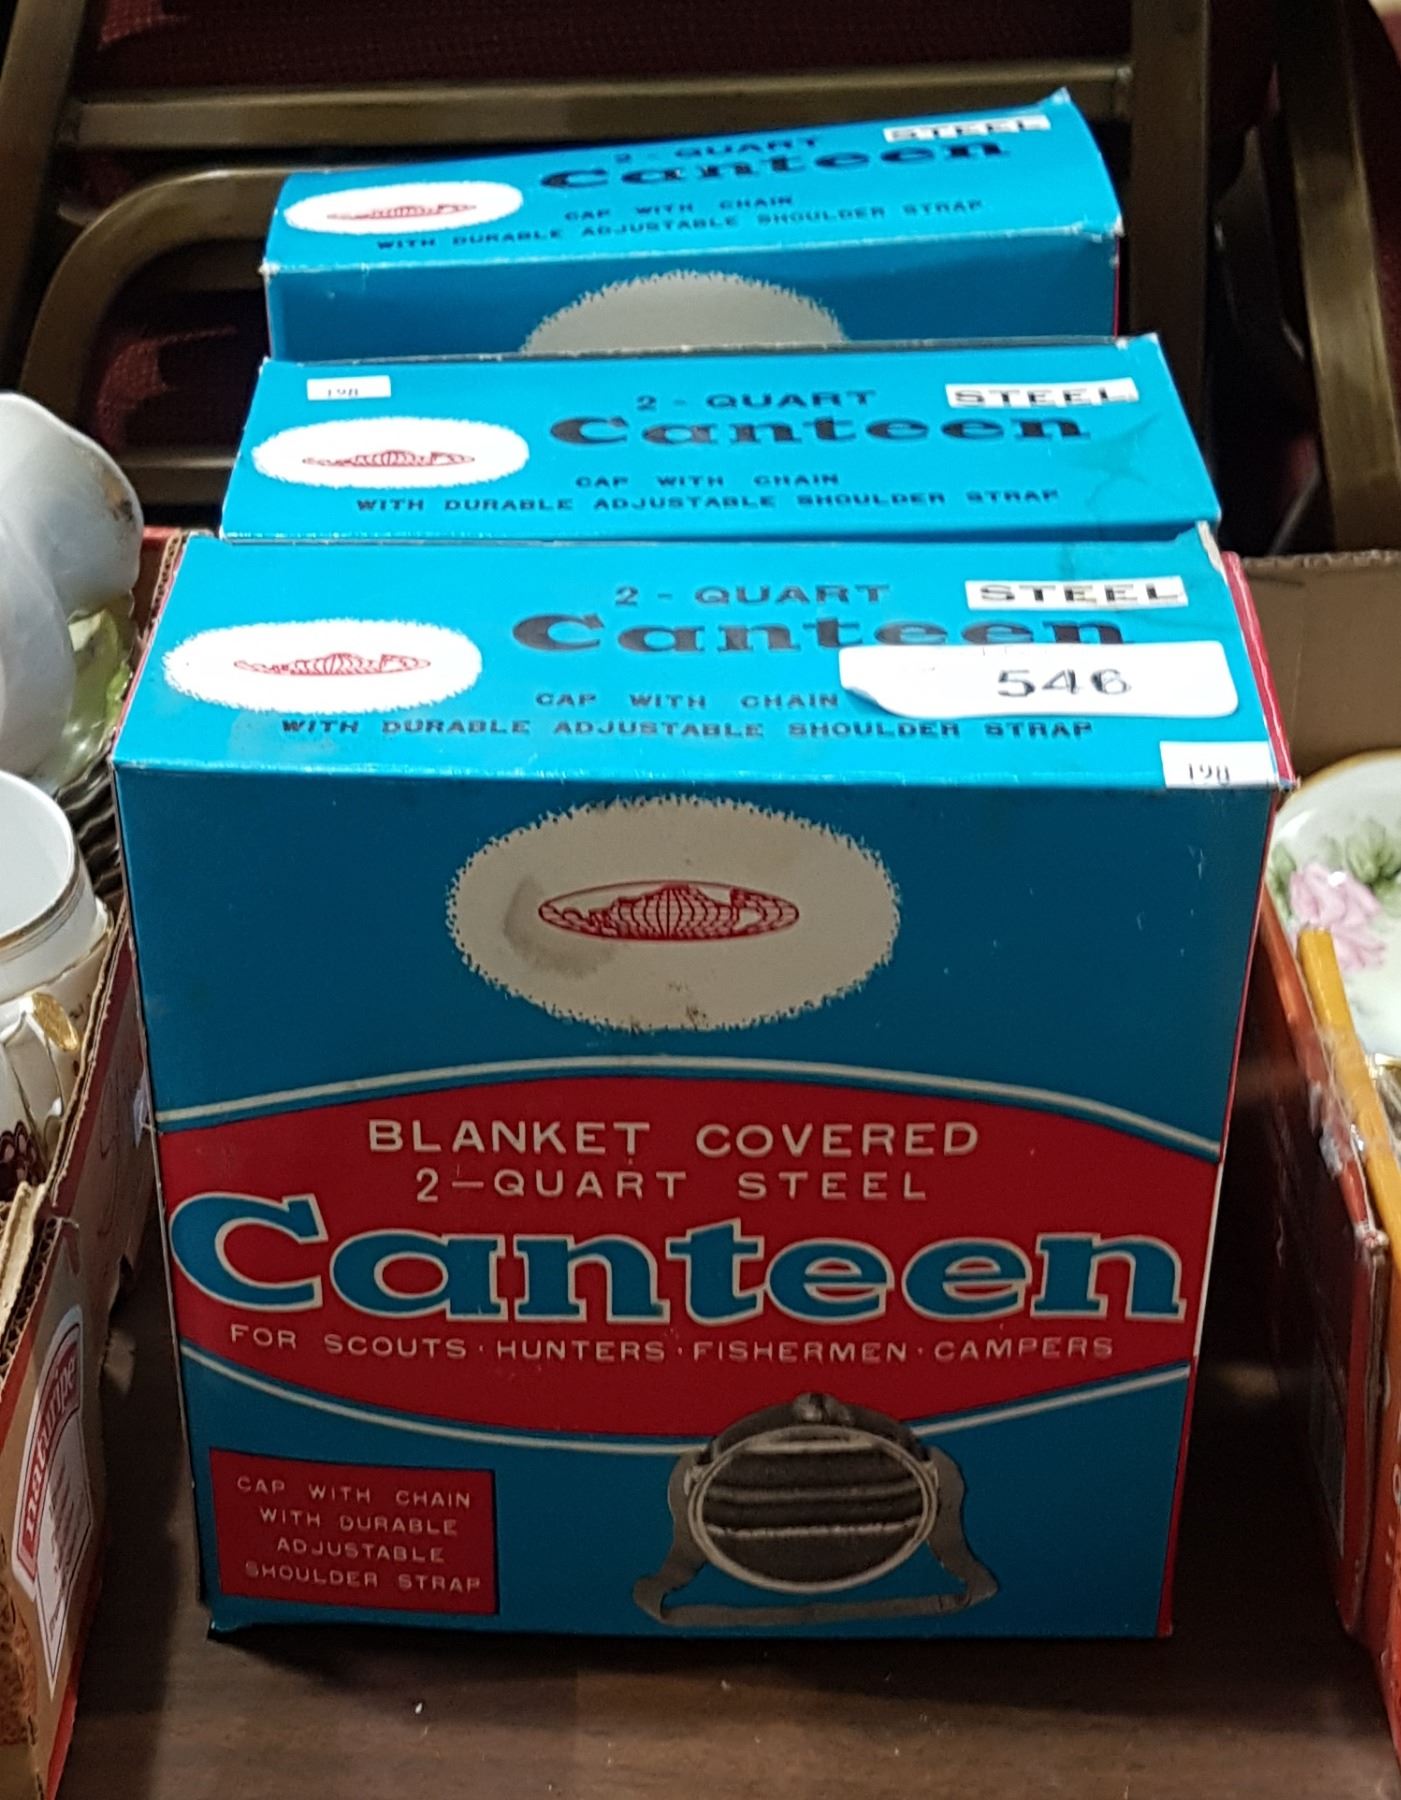 2 - QUART
STEEL
Canteen
CAP WITH CHAIN
WITH DURABLE ADJUSTABLE SHOULDER STRAP
198
2 - QUART
STEEL
Canteen
CAP WITH CHAIN
WITH DURABLE ADJUSTABLE SHOULDER STRAP
2 - QUART
STEEL
Canteen
546
CAP WITH CHAIN
WITH DURABLE ADJUSTABLE SHOULDER STRAP
198
BLANKET COVERED
2-QUART STEEL
Canteen
FOR SCOUTS · HUNTERS · FISHERMEN · CAMPERS
CAP WITH CHAIN
WITH DURABLE
ADJUSTABLE
SHOULDER STRAP
naturipe